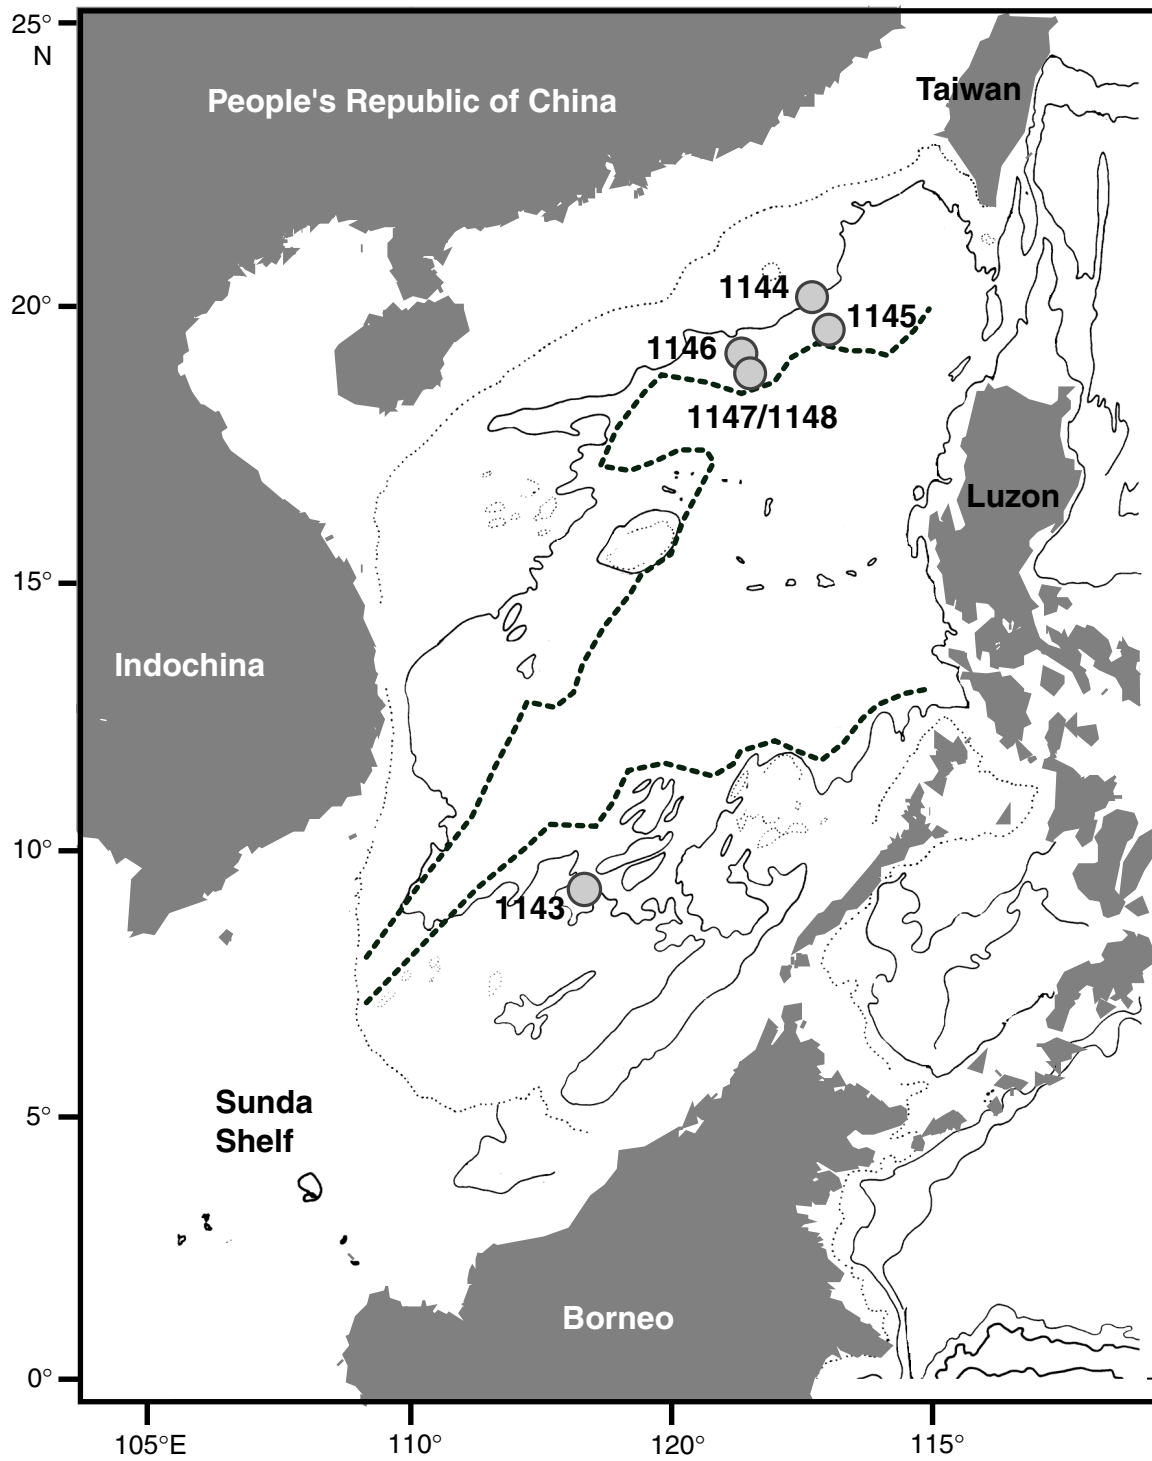 25°
N
People's Republic of China
Taiwan
1144
20°
1145
1146
1147/1148
Luzon
15°
Indochina
10°
1143
Sunda
Shelf
5°
Borneo
0°
105°E
110°
120°
115°